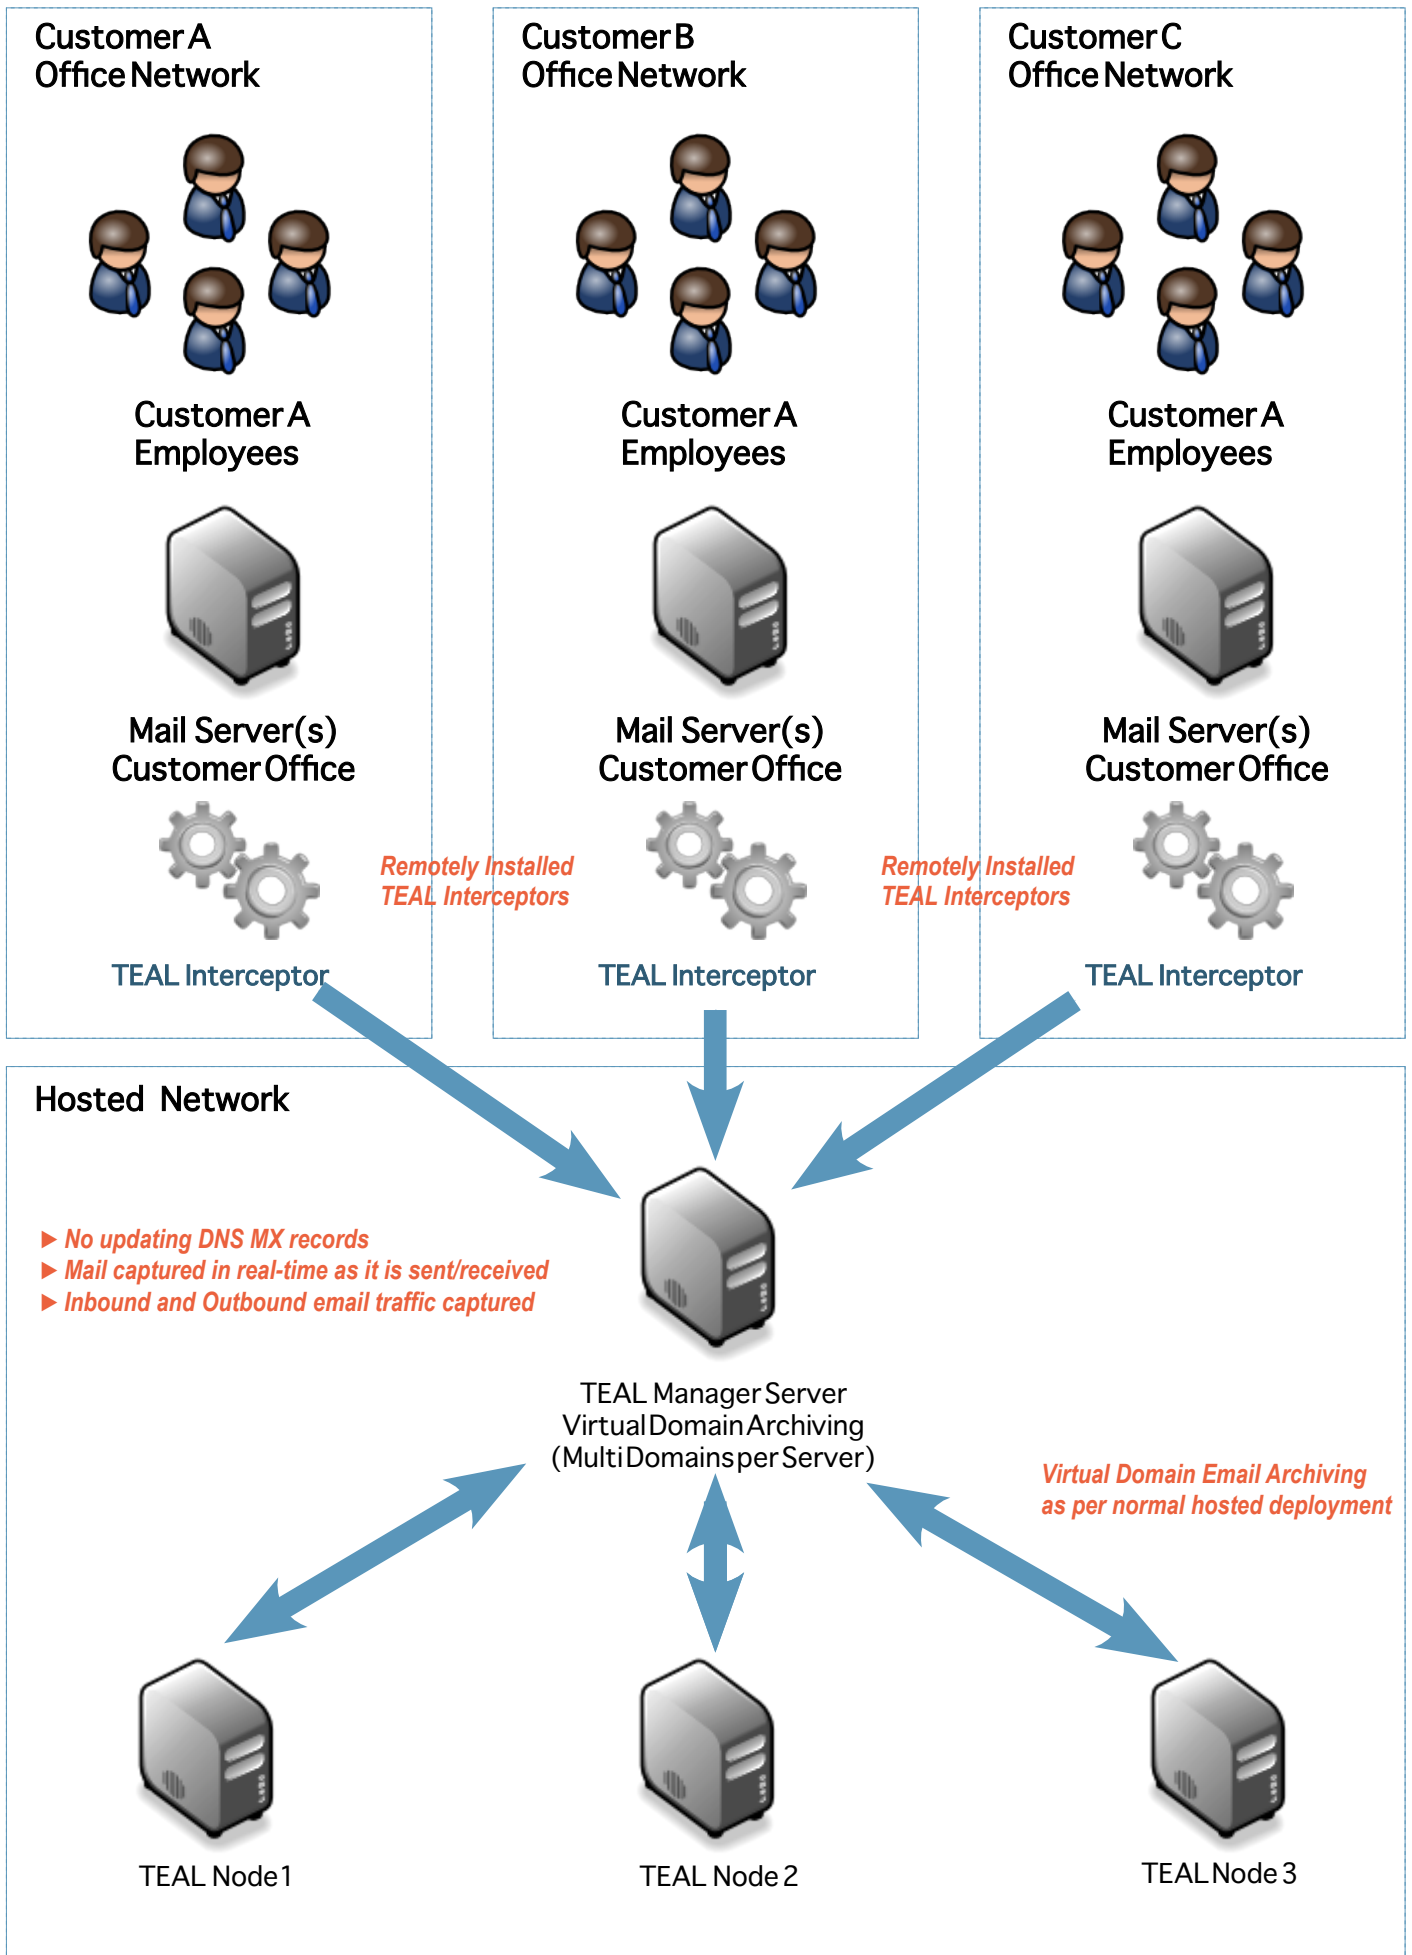 Customer A
Office Network
Customer B
Office Network
Customer C
Office Network
Customer A
Employees
Customer A
Employees
Customer A
Employees
Mail Server(s)
Customer Office
Mail Server(s)
Customer Office
Mail Server(s)
Customer Office
Remotely Installed
TEAL Interceptors
Remotely Installed
TEAL Interceptors
TEAL Interceptor
TEAL Interceptor
TEAL Interceptor
Hosted Network
► No updating DNS MX records
► Mail captured in real-time as it is sent/received
► Inbound and Outbound email traffic captured
TEAL Manager Server
Virtual Domain Archiving
(Multi Domains per Server)
Virtual Domain Email Archiving
as per normal hosted deployment
TEAL Node 1
TEAL Node 2
TEAL Node 3